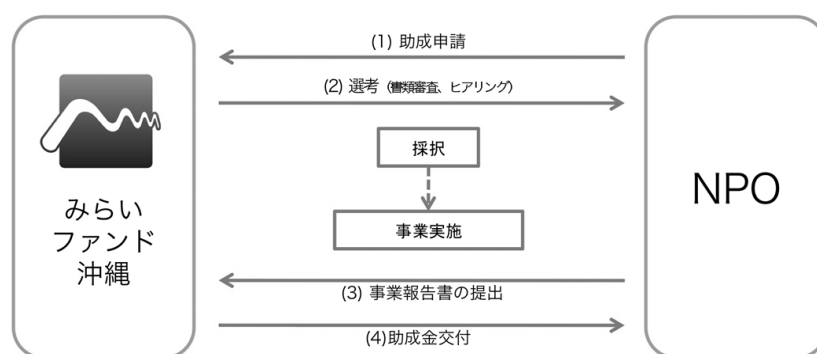 (1) 助成申請
(2) 選考（書類審査、ヒアリング）
採択
みらい
ファンド
沖縄
NPO
事業実施
(3) 事業報告書の提出
(4)助成金交付